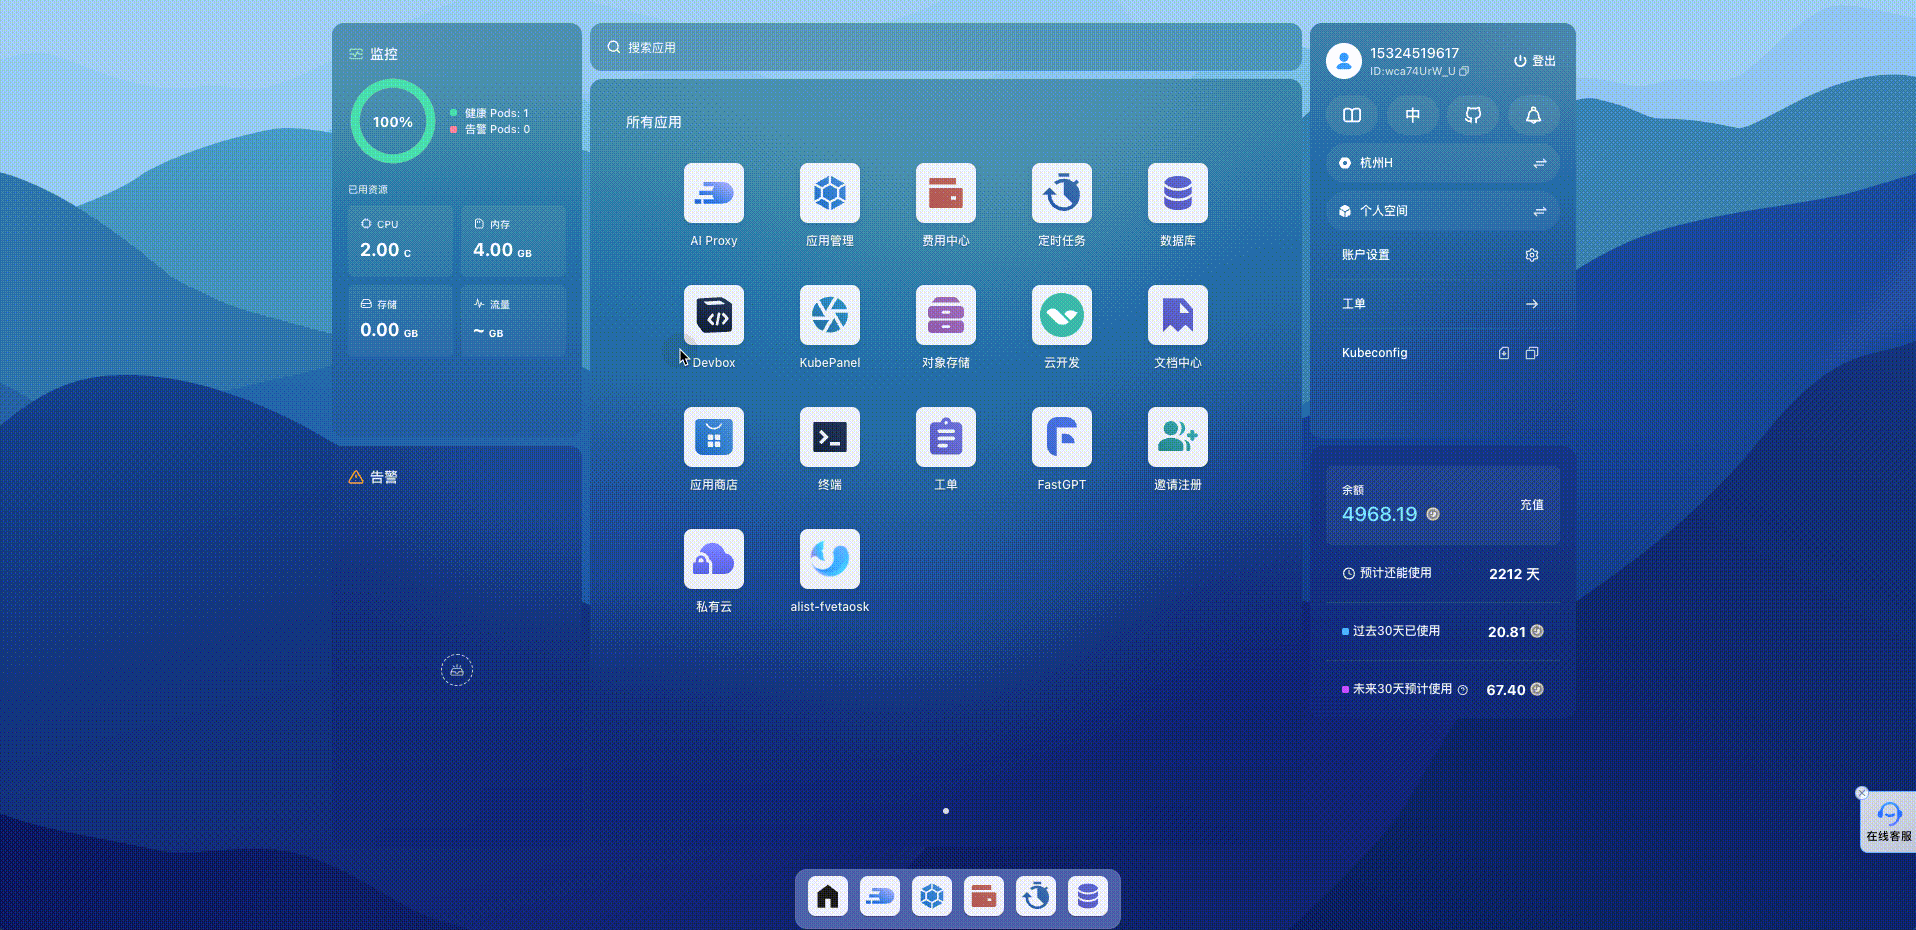 监控
100%
健康 Pods: 1
告警 Pods: 0
已用资源
CPU
2.00 C
内存
4.00 GB
存储
0.00 GB
流量
~ GB
告警
搜索应用
所有应用
AI Proxy
应用管理
费用中心
定时任务
数据库
Devbox
KubePanel
对象存储
云开发
文档中心
应用商店
终端
工单
FastGPT
邀请注册
私有云
alist-fvetaosk
15324519617
ID:wca74UrW_U
登出
中
杭州H
个人空间
账户设置
工单
Kubeconfig
余额
4968.19
充值
预计还能使用
2212 天
过去30天已使用
20.81
未来30天预计使用
67.40
在线客服